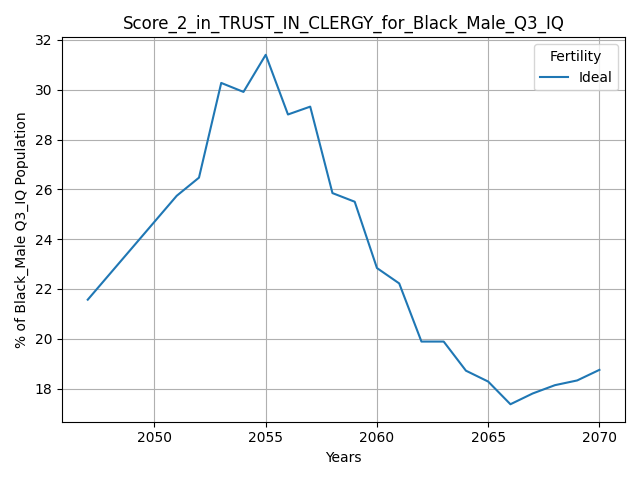 Score_2_in_TRUST_IN_CLERGY_for_Black_Male_Q3_IQ
% of Black_Male Q3_IQ Population
32
30
28
26
24
22
20
18
Fertility
Ideal
2050 2055 2060 2065 2070
Years